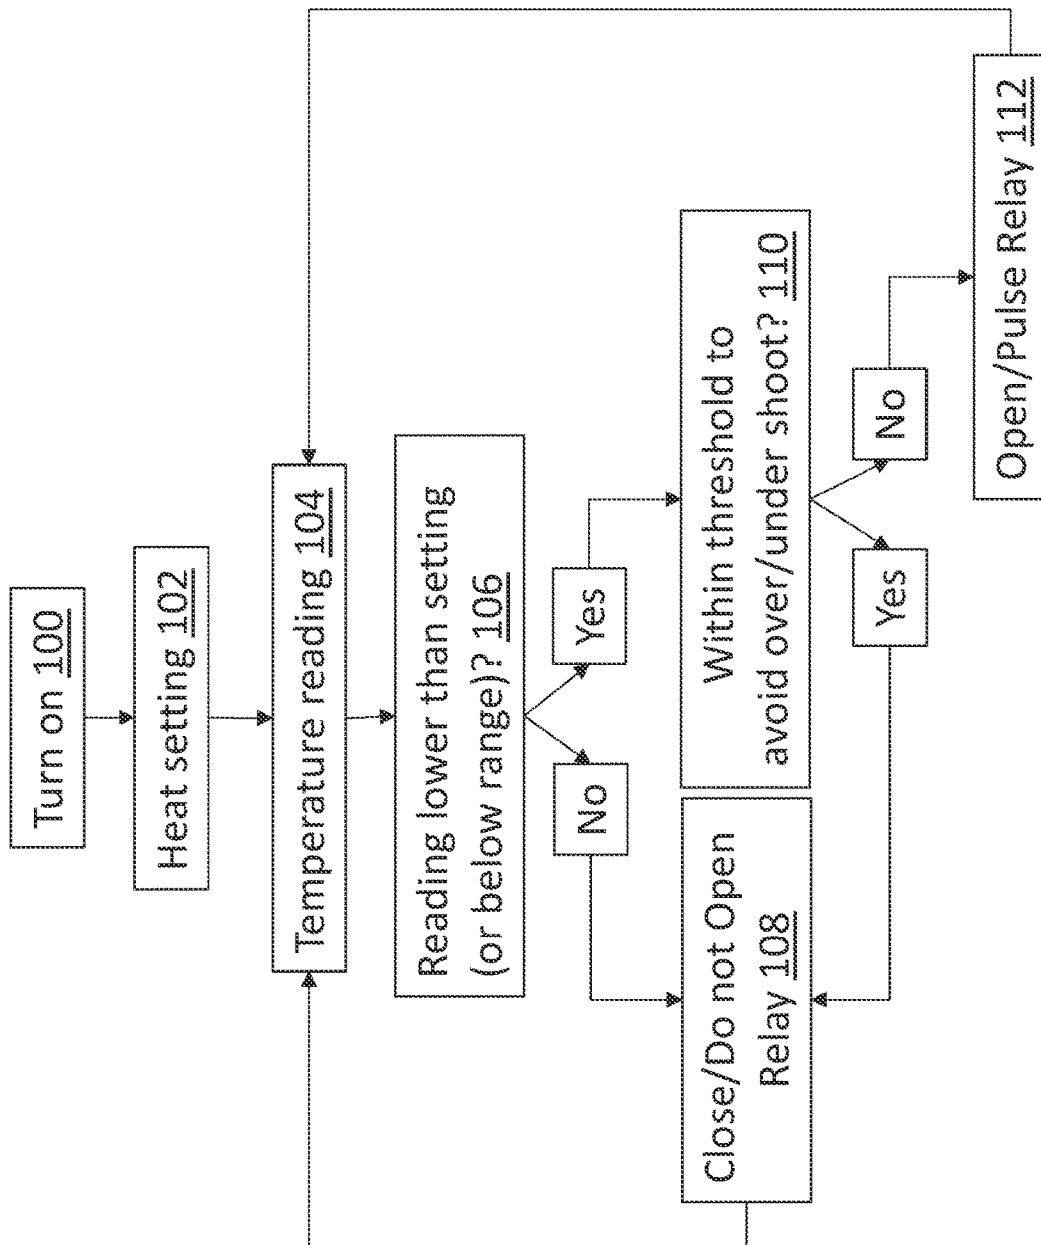 Turn on 100
Heat setting 102
Temperature reading 104
Reading lower than setting
(or below range)? 106
No
Yes
Close/Do not Open
Relay 108
Within threshold to
avoid over/under shoot? 110
Yes
No
Open/Pulse Relay 112